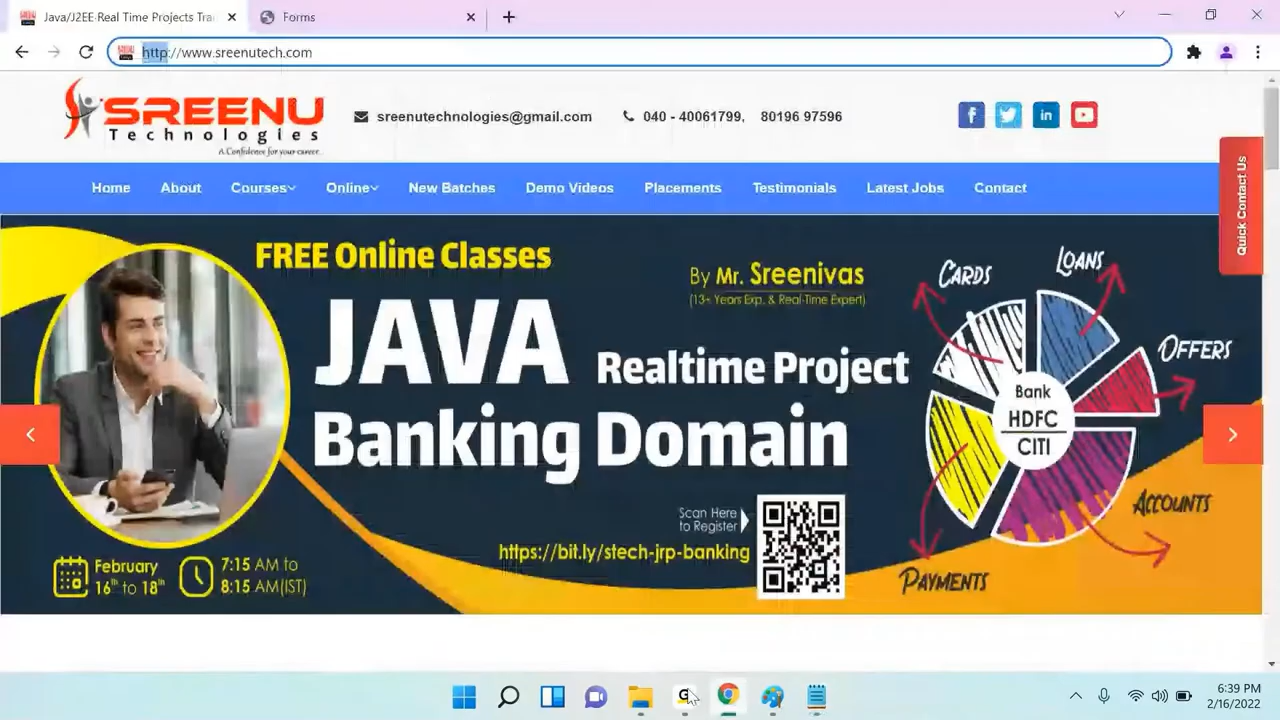 Java/J2EE Real Time Projects Tra
Forms
http://www.sreenutech.com
SREENU
Technologies
A Confidence for your career...
sreenutechnologies@gmail.com
040 - 40061799, 80196 97596
Home About Courses Online New Batches Demo Videos Placements Testimonials Latest Jobs Contact
Quick Contact Us
FREE Online Classes
By Mr. Sreenivas
(13+ Years Exp. & Real-Time Expert)
JAVA Realtime Project
Banking Domain
CARDS
LOANS
OFFERS
ACCOUNTS
PAYMENTS
Bank
HDFC
CITI
Scan Here
to Register
https://bit.ly/stech-jrp-banking
February
16th to 18th
7:15 AM to
8:15 AM(IST)
G
6:39 PM
2/16/2022